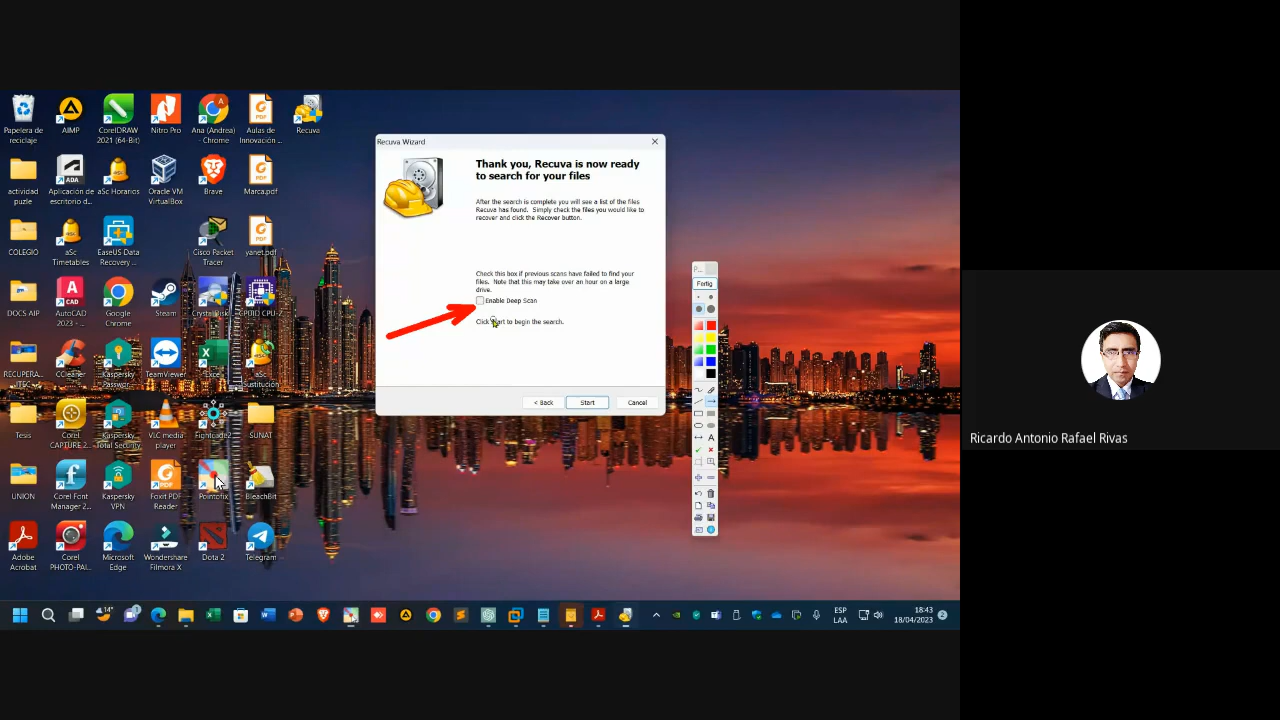 Papelera de
reciclaje
AIMP
CorelDRAW
2021 (64-Bit)
Nitro Pro
Ana (Andrea)
- Chrome
Aulas de
Innovación ...
Recuva
actividad
puzle
Aplicación de
escritorio d...
aSc Horarios
Oracle VM
VirtualBox
Brave
Marca.pdf
COLEGIO
aSc
Timetables
EaseUS Data
Recovery ...
Cisco Packet
Tracer
yanet.pdf
DOCS AIP
AutoCAD
2023 - ...
Google
Chrome
Steam
CPUID CPU-Z
CCleaner
Kaspersky
Passwor...
TeamViewer
Excel
aSc
Sustitución
Tesis
Corel
CAPTURE 2...
Kaspersky
Total Security
VLC media
player
Fightcade2
SUNAT
UNION
Corel Font
Manager 2...
Kaspersky
VPN
Foxit PDF
Reader
Pointofix
BleachBit
Adobe
Acrobat
Corel
PHOTO-PAI...
Microsoft
Edge
Wondershare
Filmora X
Dota 2
Telegram
Recuva Wizard
Thank you, Recuva is now ready
to search for your files
After the search is complete you will see a list of the files
Recuva has found. Simply check the files you would like to
recover and click the Recover button.
Check this box if previous scans have failed to find your
files. Note that this may take over an hour on a large
drive.
Enable Deep Scan
Click Start to begin the search.
< Back
Start
Cancel
P...
Fertig
A
14°
ESP
LAA
18:43
18/04/2023
Ricardo Antonio Rafael Rivas